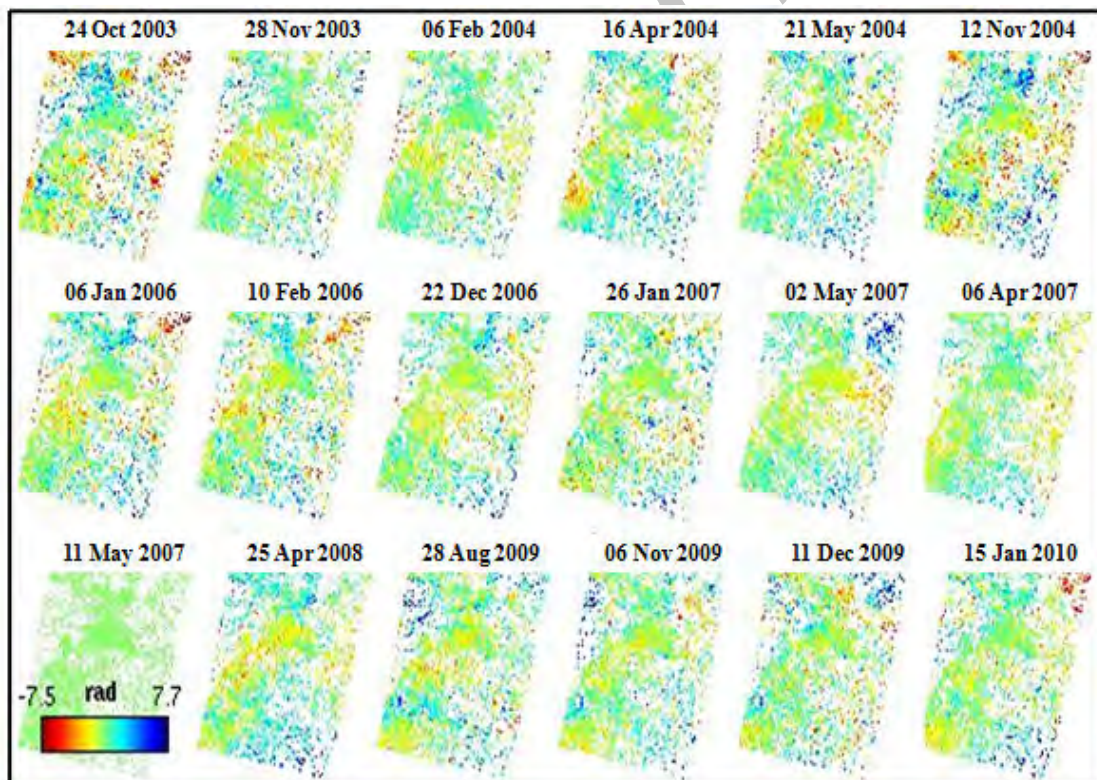 24 Oct 2003 28 Nov 2003 06 Feb 2004 16 Apr 2004 21 May 2004 12 Nov 2004
06 Jan 2006 10 Feb 2006 22 Dec 2006 26 Jan 2007 02 May 2007 06 Apr 2007
11 May 2007 25 Apr 2008 28 Aug 2009 06 Nov 2009 11 Dec 2009 15 Jan 2010
-7.5 rad 7.7